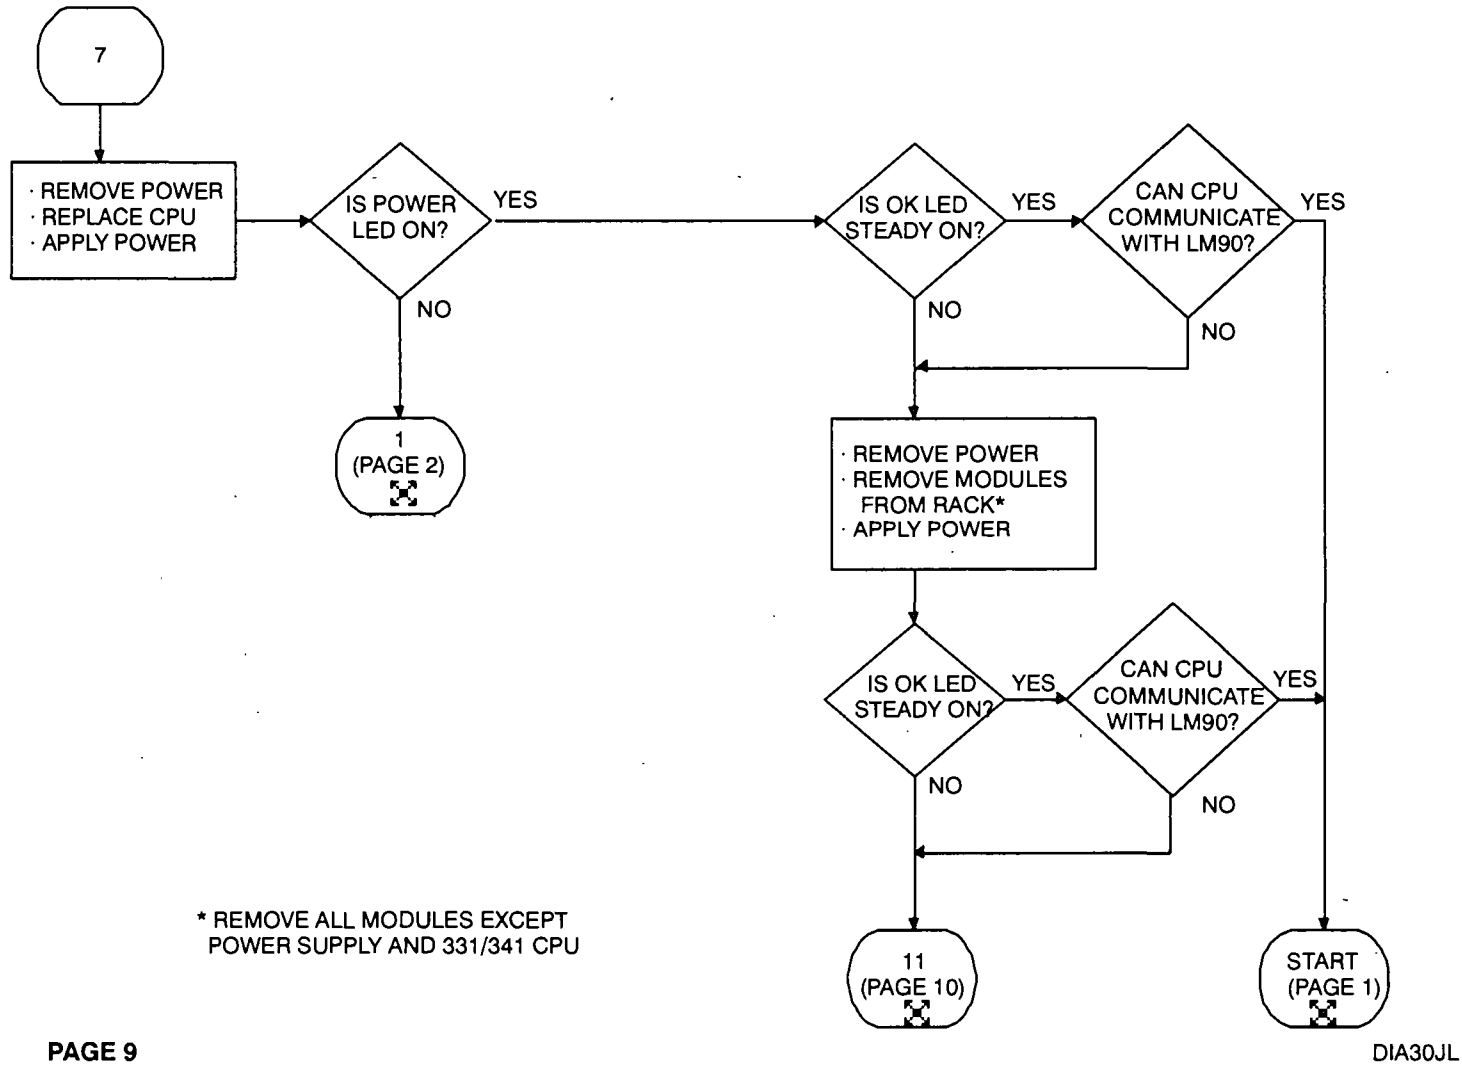 7
· REMOVE POWER
· REPLACE CPU
· APPLY POWER
IS POWER
LED ON?
YES
NO
1
(PAGE 2)
IS OK LED
STEADY ON?
YES
NO
CAN CPU
COMMUNICATE
WITH LM90?
YES
NO
· REMOVE POWER
· REMOVE MODULES
FROM RACK*
· APPLY POWER
IS OK LED
STEADY ON?
YES
NO
CAN CPU
COMMUNICATE
WITH LM90?
YES
NO
* REMOVE ALL MODULES EXCEPT
POWER SUPPLY AND 331/341 CPU
11
(PAGE 10)
START
(PAGE 1)
PAGE 9
DIA30JL